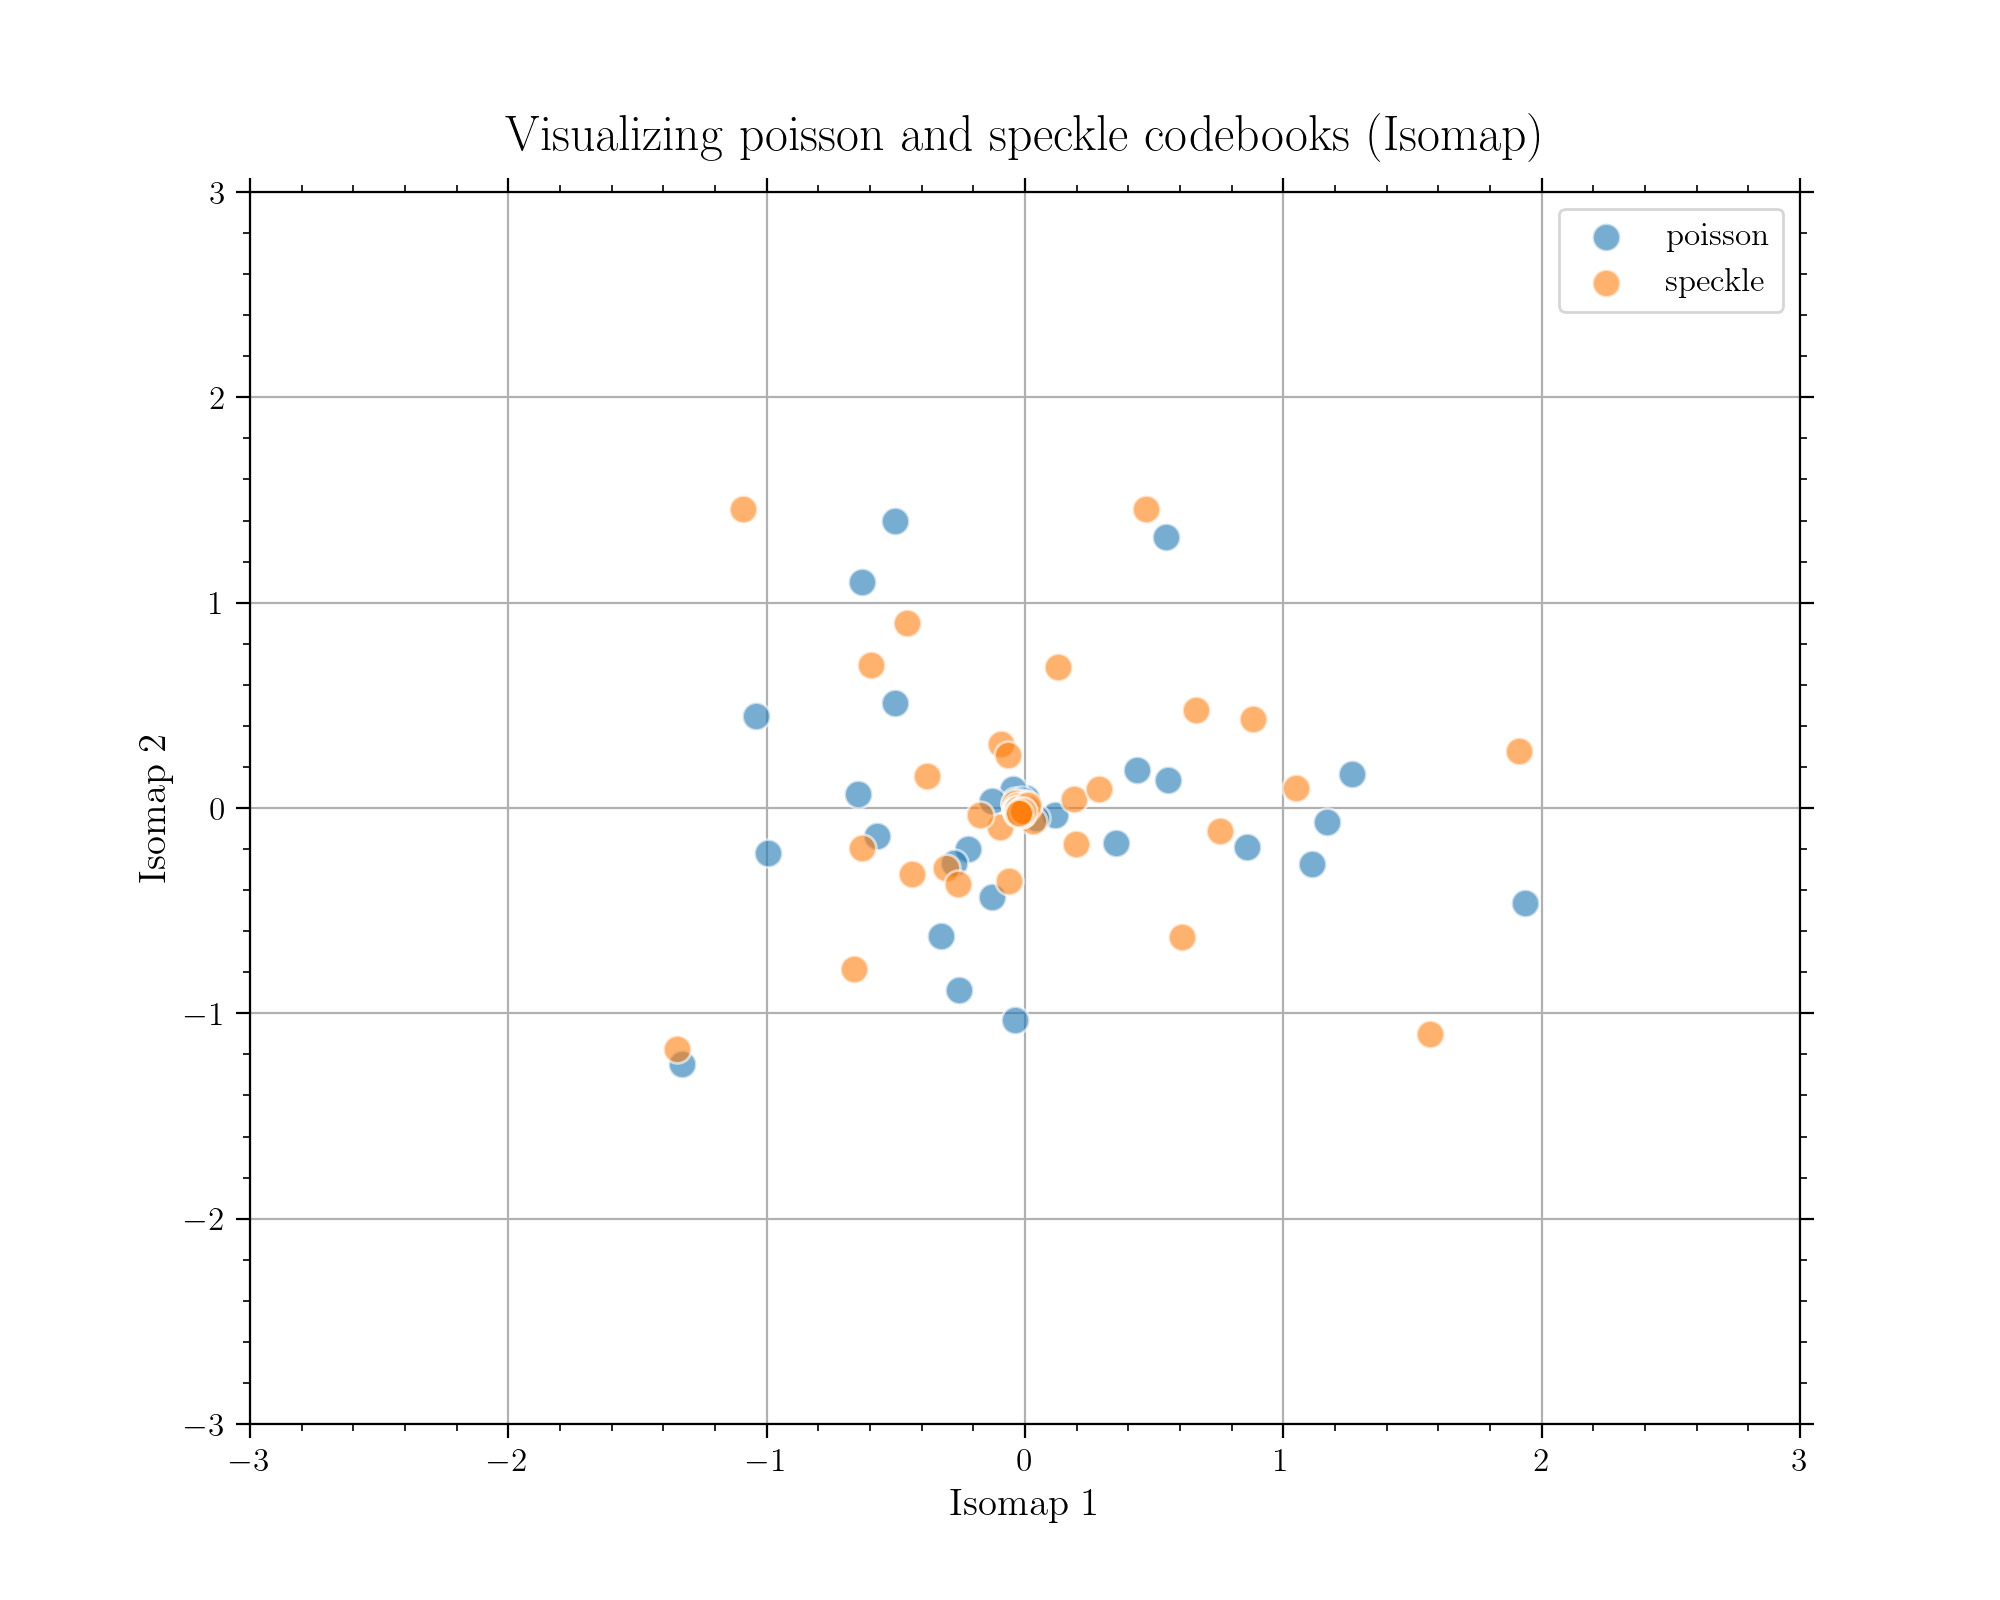 Visualizing poisson and speckle codebooks (Isomap)
poisson
speckle
3
2
1
0
−1
−2
−3
Isomap 2
−3
−2
−1
0
1
2
3
Isomap 1